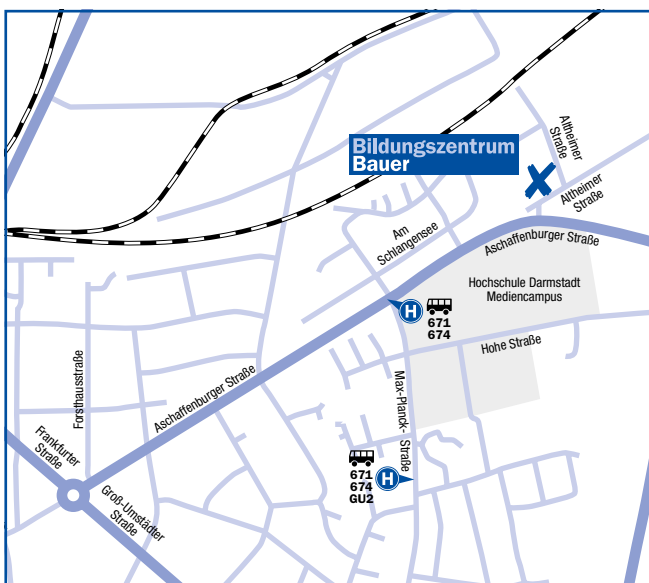 Bildungszentrum
Bauer
Altheimer
Straße
Altheimer
Straße
Am
Schlangensee
Aschaffenburger Straße
Hochschule Darmstadt
Mediencampus
H
671
674
Hohe Straße
Forsthausstraße
Aschaffenburger Straße
Max-Planck-
Straße
Frankfurter
Straße
671
674
GU2
H
Groß-Umstädter
Straße